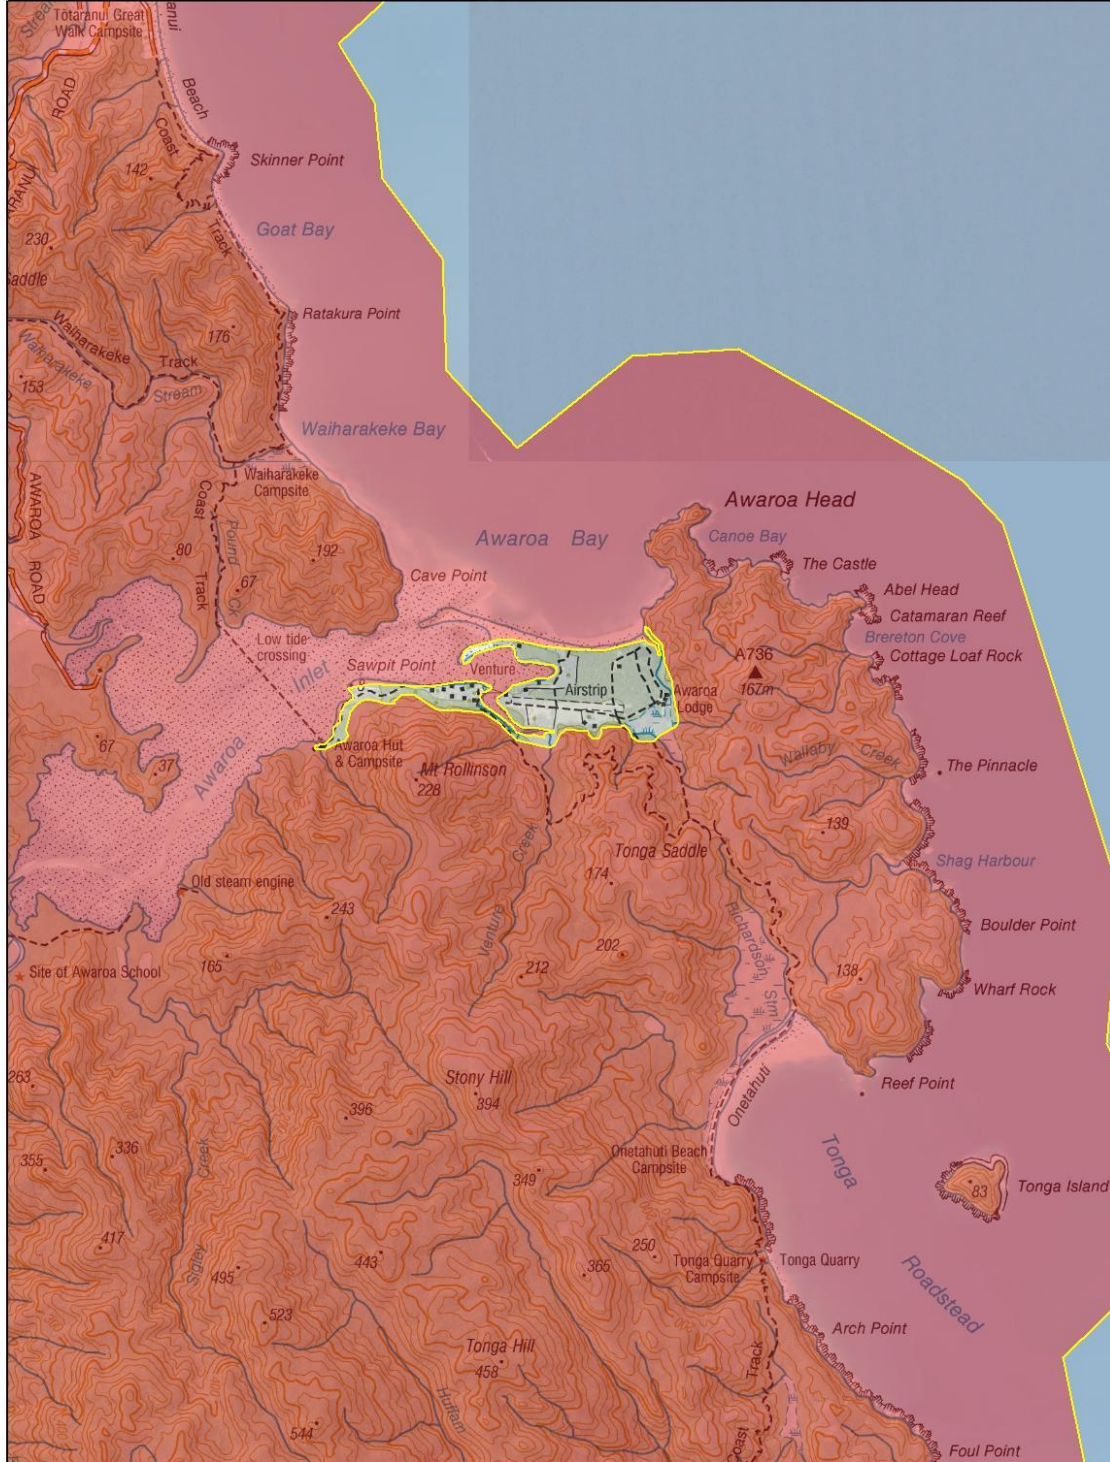 Totaranui Great
Walk Campsite
anui
Beach
ROAD
Coast
142
Skinner Point
ARANUI
230
Track
Goat Bay
Saddle
Ratakura Point
176
Waiharakeke
Track
Waiharakeke
153
Stream
Waiharakeke Bay
Waiharakeke
Campsite
AWAROA ROAD
Coast
Track
Pound Ck
80
67
192
Awaroa Bay
Awaroa Head
Canoe Bay
The Castle
Abel Head
Catamaran Reef
Brereton Cove
Cottage Loaf Rock
Cave Point
Low tide
crossing
Sawpit Point
Inlet
Venture
Airstrip
A736
167m
Awaroa
Lodge
67
37
Awaroa
Awaroa Hut
& Campsite
Mt Rollinson
228
Wallaby Creek
The Pinnacle
139
Tonga Saddle
174
Shag Harbour
Old steam engine
243
Venture Creek
Richardson Stm
Boulder Point
165
202
212
138
Site of Awaroa School
Wharf Rock
263
Stony Hill
394
396
Onetahuti
Reef Point
336
355
Creek
Onetahuti Beach
Campsite
349
Tonga
83
Tonga Island
417
443
250
365
Tonga Quarry
Campsite
Tonga Quarry
Sigley
495
Roadstead
523
Arch Point
Tonga Hill
458
Track
Huffam
544
Coast
Foul Point